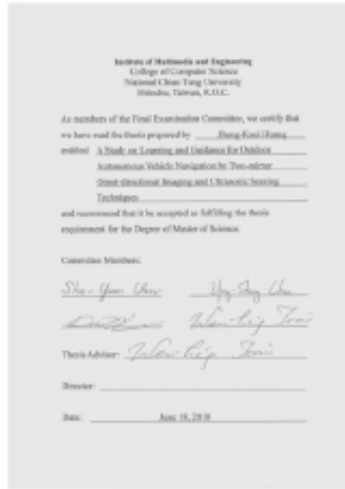 Institute of Multimedia and Engineering
College of Computer Science
National Chiao Tung University
Hsinchu, Taiwan, R.O.C.
As members of the Final Examination Committee, we certify that
we have read the thesis prepared by
entitled A Study on Learning and Guidance for Outdoor
Autonomous Vehicle Navigation by Two-mirror
Omni-directional Imaging and Ultrasonic Sensing
Techniques
and recommend that it be accepted as fulfilling the thesis
requirement for the Degree of Master of Science.
Committee Members:
Thesis Advisor:
Director:
Date: June 18, 2010